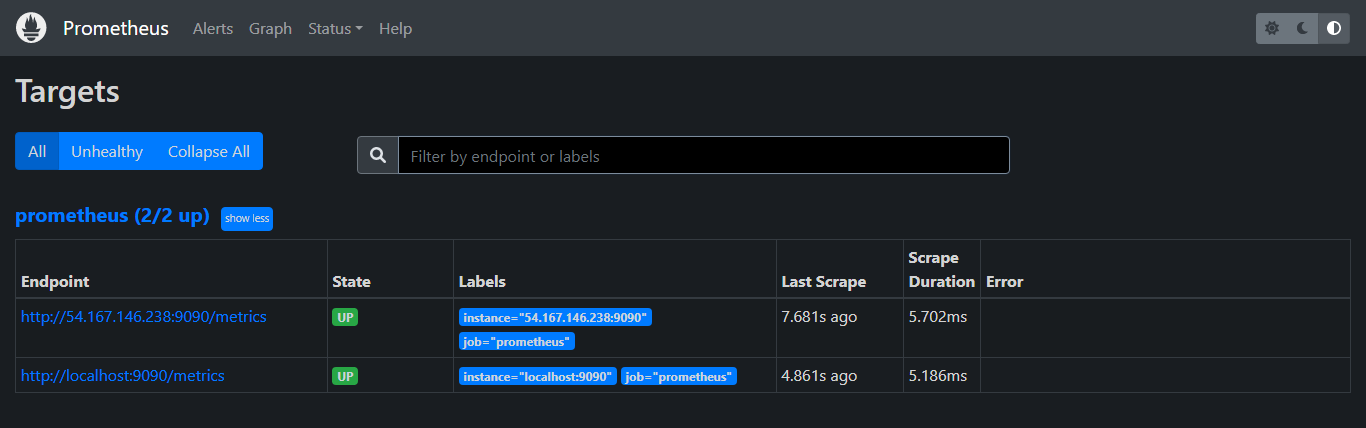 Prometheus Alerts Graph Status Help
Targets
All Unhealthy Collapse All
Filter by endpoint or labels
prometheus (2/2 up) show less
Endpoint State Labels Last Scrape Scrape Duration Error
http://54.167.146.238:9090/metrics UP instance="54.167.146.238:9090" 7.681s ago 5.702ms
job="prometheus"
http://localhost:9090/metrics UP instance="localhost:9090" job="prometheus" 4.861s ago 5.186ms